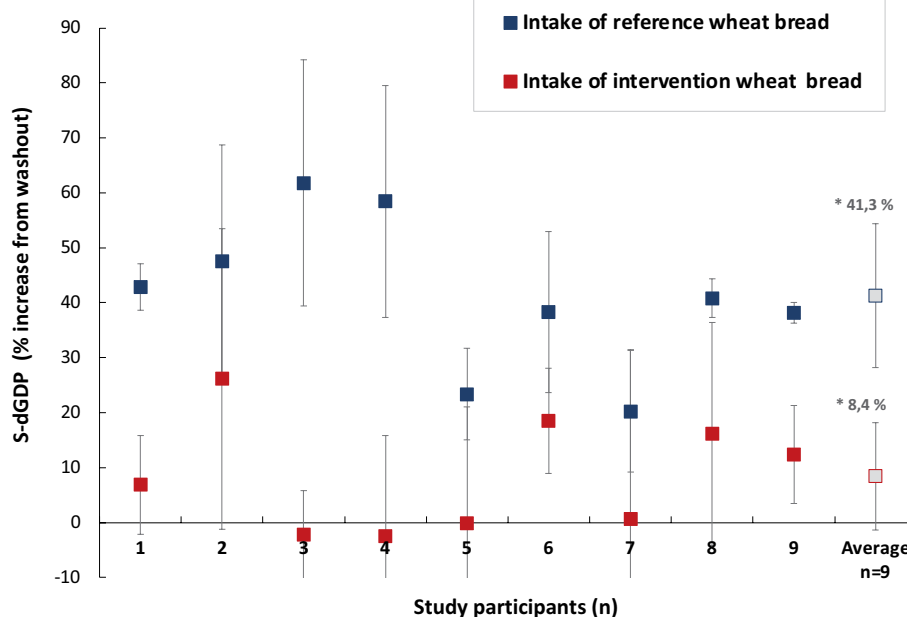 Intake of reference wheat bread
Intake of intervention wheat bread
S-dGDP (% increase from washout)
90
80
70
60
50
40
30
20
10
0
-10
* 41,3 %
* 8,4 %
1 2 3 4 5 6 7 8 9 Average
n=9
Study participants (n)